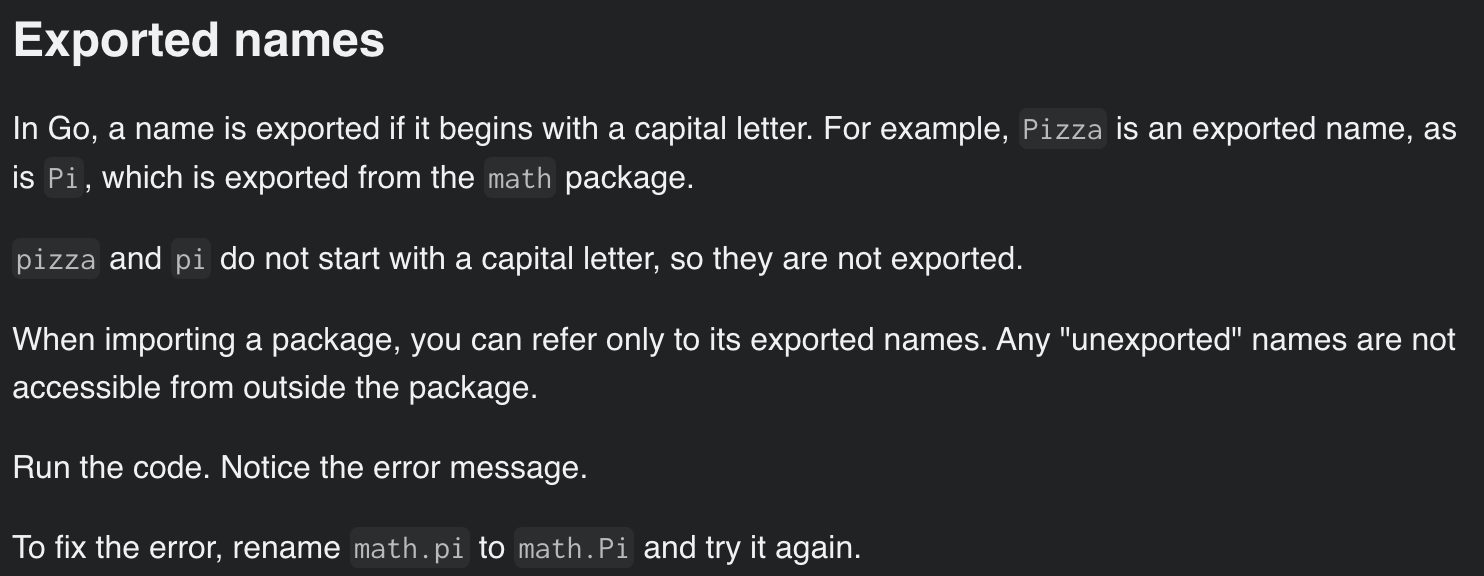 Exported names
In Go, a name is exported if it begins with a capital letter. For example, Pizza is an exported name, as
is Pi, which is exported from the math package.
pizza and pi do not start with a capital letter, so they are not exported.
When importing a package, you can refer only to its exported names. Any "unexported" names are not
accessible from outside the package.
Run the code. Notice the error message.
To fix the error, rename math.pi to math.Pi and try it again.